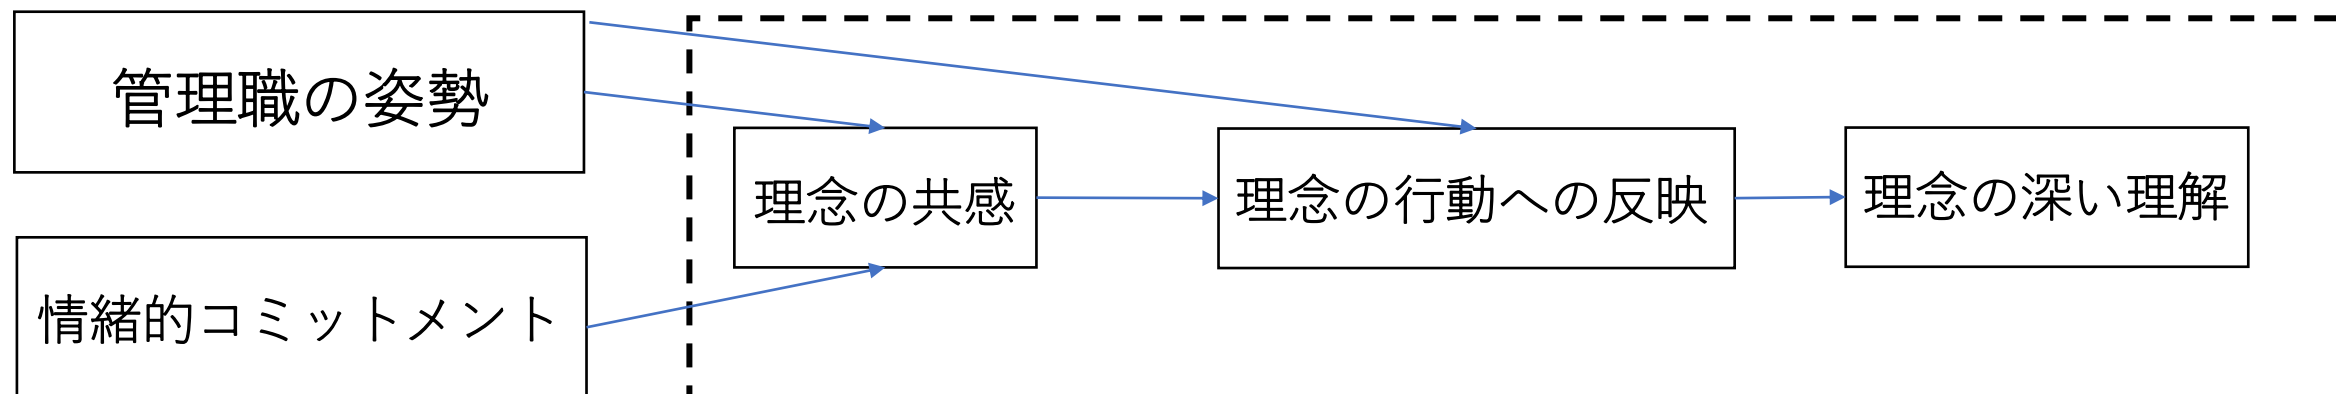 管理職の姿勢
理念の共感
理念の行動への反映
理念の深い理解
情緒的コミットメント